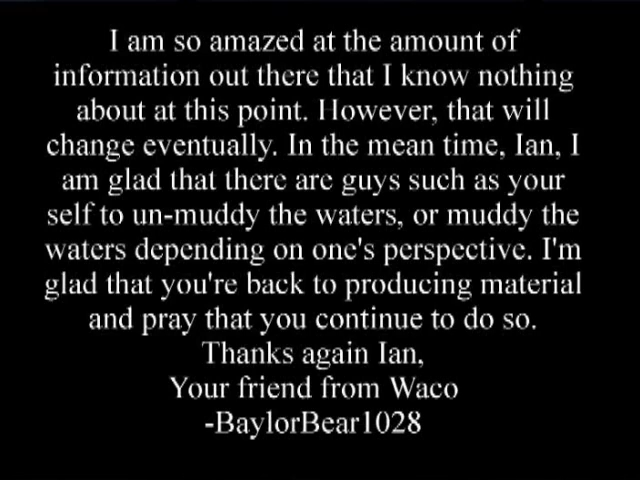 I am so amazed at the amount of
information out there that I know nothing
about at this point. However, that will
change eventually. In the mean time, Ian, I
am glad that there are guys such as your
self to un-muddy the waters, or muddy the
waters depending on one's perspective. I'm
glad that you're back to producing material
and pray that you continue to do so.
Thanks again Ian,
Your friend from Waco
-BaylorBear1028